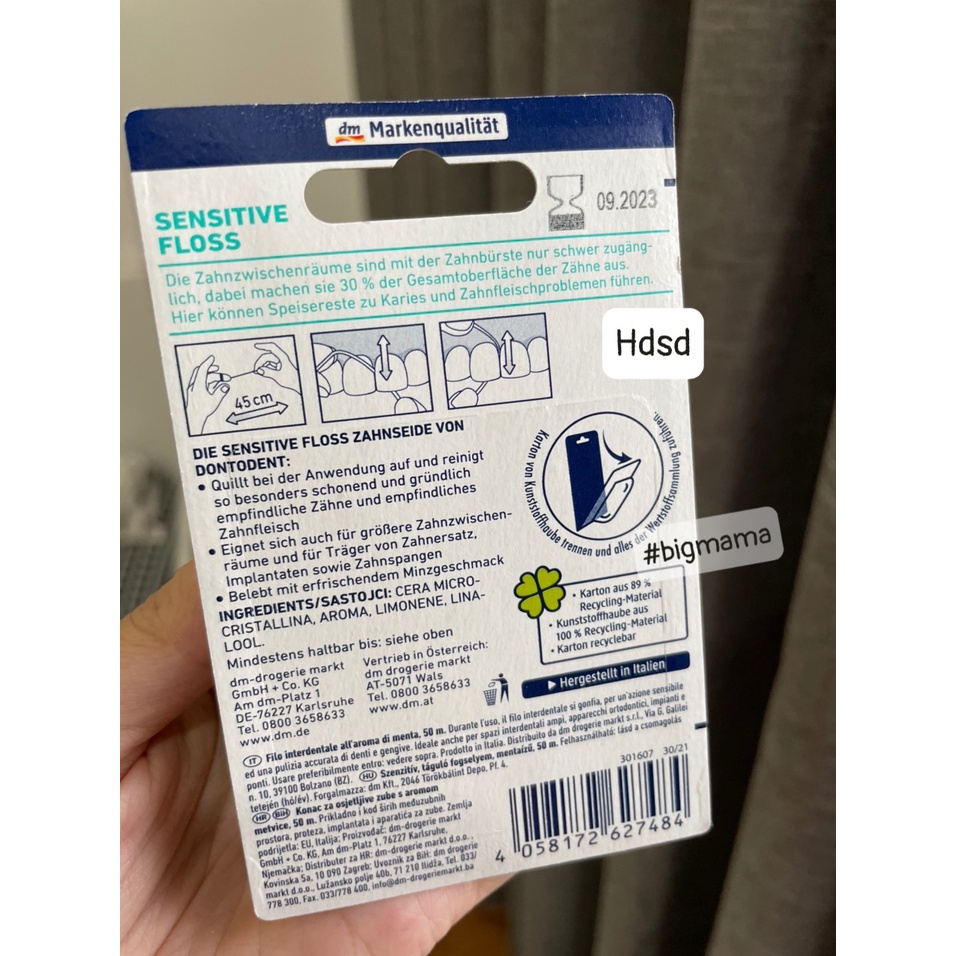 dm Markenqualität
SENSITIVE
FLOSS
09.2023
Die Zahnzwischenräume sind mit der Zahnbürste nur schwer zugäng-
lich, dabei machen sie 30 % der Gesamtoberfläche der Zähne aus.
Hier können Speisereste zu Karies und Zahnfleischproblemen führen.
Hdsd
45 cm
DIE SENSITIVE FLOSS ZAHNSEIDE VON
DONTODENT:
• Quillt bei der Anwendung auf und reinigt
so besonders schonend und gründlich
empfindliche Zähne und empfindliches
Zahnfleisch
• Eignet sich auch für größere Zahnzwischen-
räume und für Träger von Zahnersatz,
Implantaten sowie Zahnspangen
• Belebt mit erfrischendem Minzgeschmack
INGREDIENTS/SASTOJCI: CERA MICRO-
CRISTALLINA, AROMA, LIMONENE, LINA-
LOOL.
Mindestens haltbar bis: siehe oben
dm-drogerie markt
GmbH + Co. KG
Am dm-Platz 1
DE-76227 Karlsruhe
Tel. 0800 3658633
www.dm.de
Vertrieb in Österreich:
dm drogerie markt
AT-5071 Wals
Tel. 0800 3658633
www.dm.at
Karton von Kunststoffhaube trennen und alles der Wertstoffsammlung zuführen.
#bigmama
• Karton aus 89 %
Recycling-Material
• Kunststoffhaube aus
100 % Recycling-Material
• Karton recyclebar
Hergestellt in Italien
IT Filo interdentale all'aroma di menta, 50 m. Durante l'uso, il filo interdentale si gonfia, per un'azione sensibile
ed una pulizia accurata di denti e gengive. Ideale anche per spazi interdentali ampi, apparecchi ortodontici, impianti e
ponti. Usare preferibilmente entro: vedere sopra. Prodotto in Italia. Distribuito da dm drogerie markt s.r.l., Via G. Galilei
n. 10, 39100 Bolzano (BZ). HU Szenzitív, táguló fogselyem, mentaízű, 50 m. Felhasználható: lásd a csomagolás
tetején (hó/év). Forgalmazza: dm Kft., 2046 Törökbálint Depo, Pf. 4.
HR BIH Konac za osjetljive zube s aromom
melvice, 50 m. Prikladno i kod širih međuzubnih
prostora, proteza, implantata i aparatića za zube. Zemlja
podrijetla: EU, Italija; Proizvođač: dm-drogerie markt
GmbH + Co. KG, Am dm-Platz 1, 76227 Karlsruhe,
Njemačka; Distributer za HR: dm-drogerie markt d.o.o.,
Kovinska 5a, 10 090 Zagreb; Uvoznik za BiH: dm drogerie
markt d.o.o., Lužansko polje 40b, 71 210 Ilidža. Tel. 033/
778 300, Fax. 033/778 400, info@dm-drogeriemarkt.ba
301607 30/21
4 058172 627484